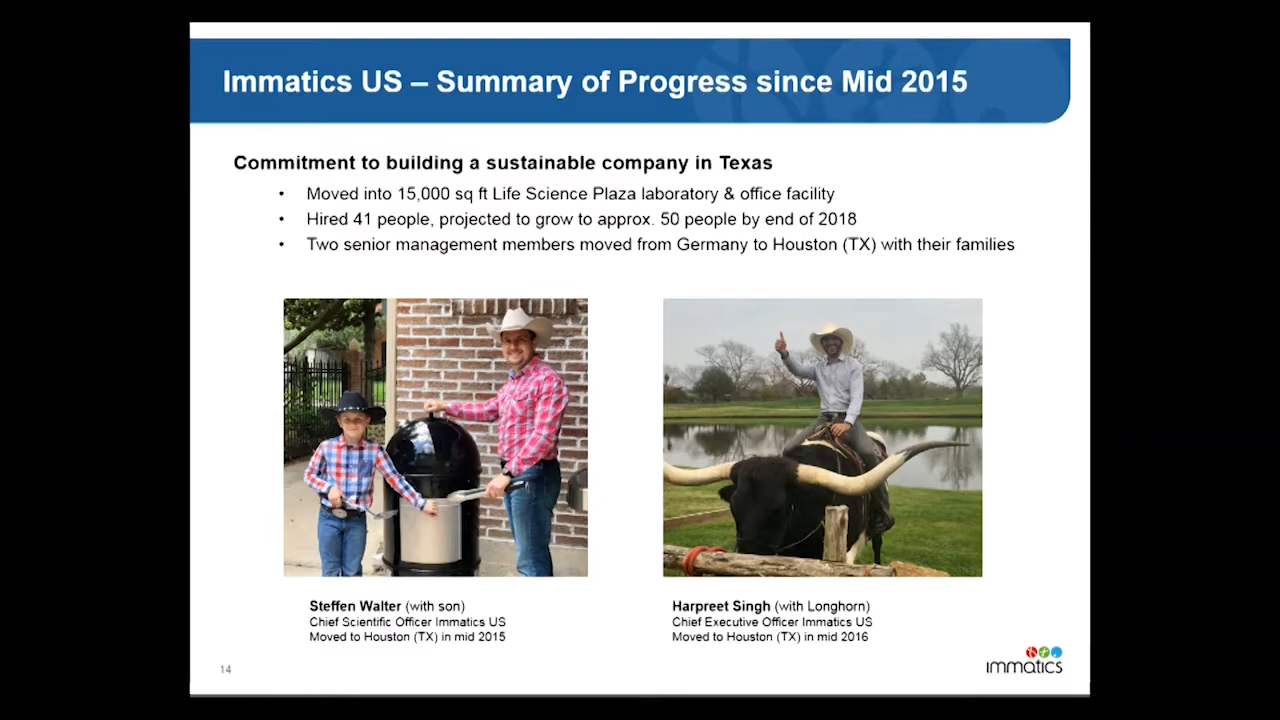 Immatics US – Summary of Progress since Mid 2015
Commitment to building a sustainable company in Texas
• Moved into 15,000 sq ft Life Science Plaza laboratory & office facility
• Hired 41 people, projected to grow to approx. 50 people by end of 2018
• Two senior management members moved from Germany to Houston (TX) with their families
Steffen Walter (with son)
Chief Scientific Officer Immatics US
Moved to Houston (TX) in mid 2015
Harpreet Singh (with Longhorn)
Chief Executive Officer Immatics US
Moved to Houston (TX) in mid 2016
14
immatics